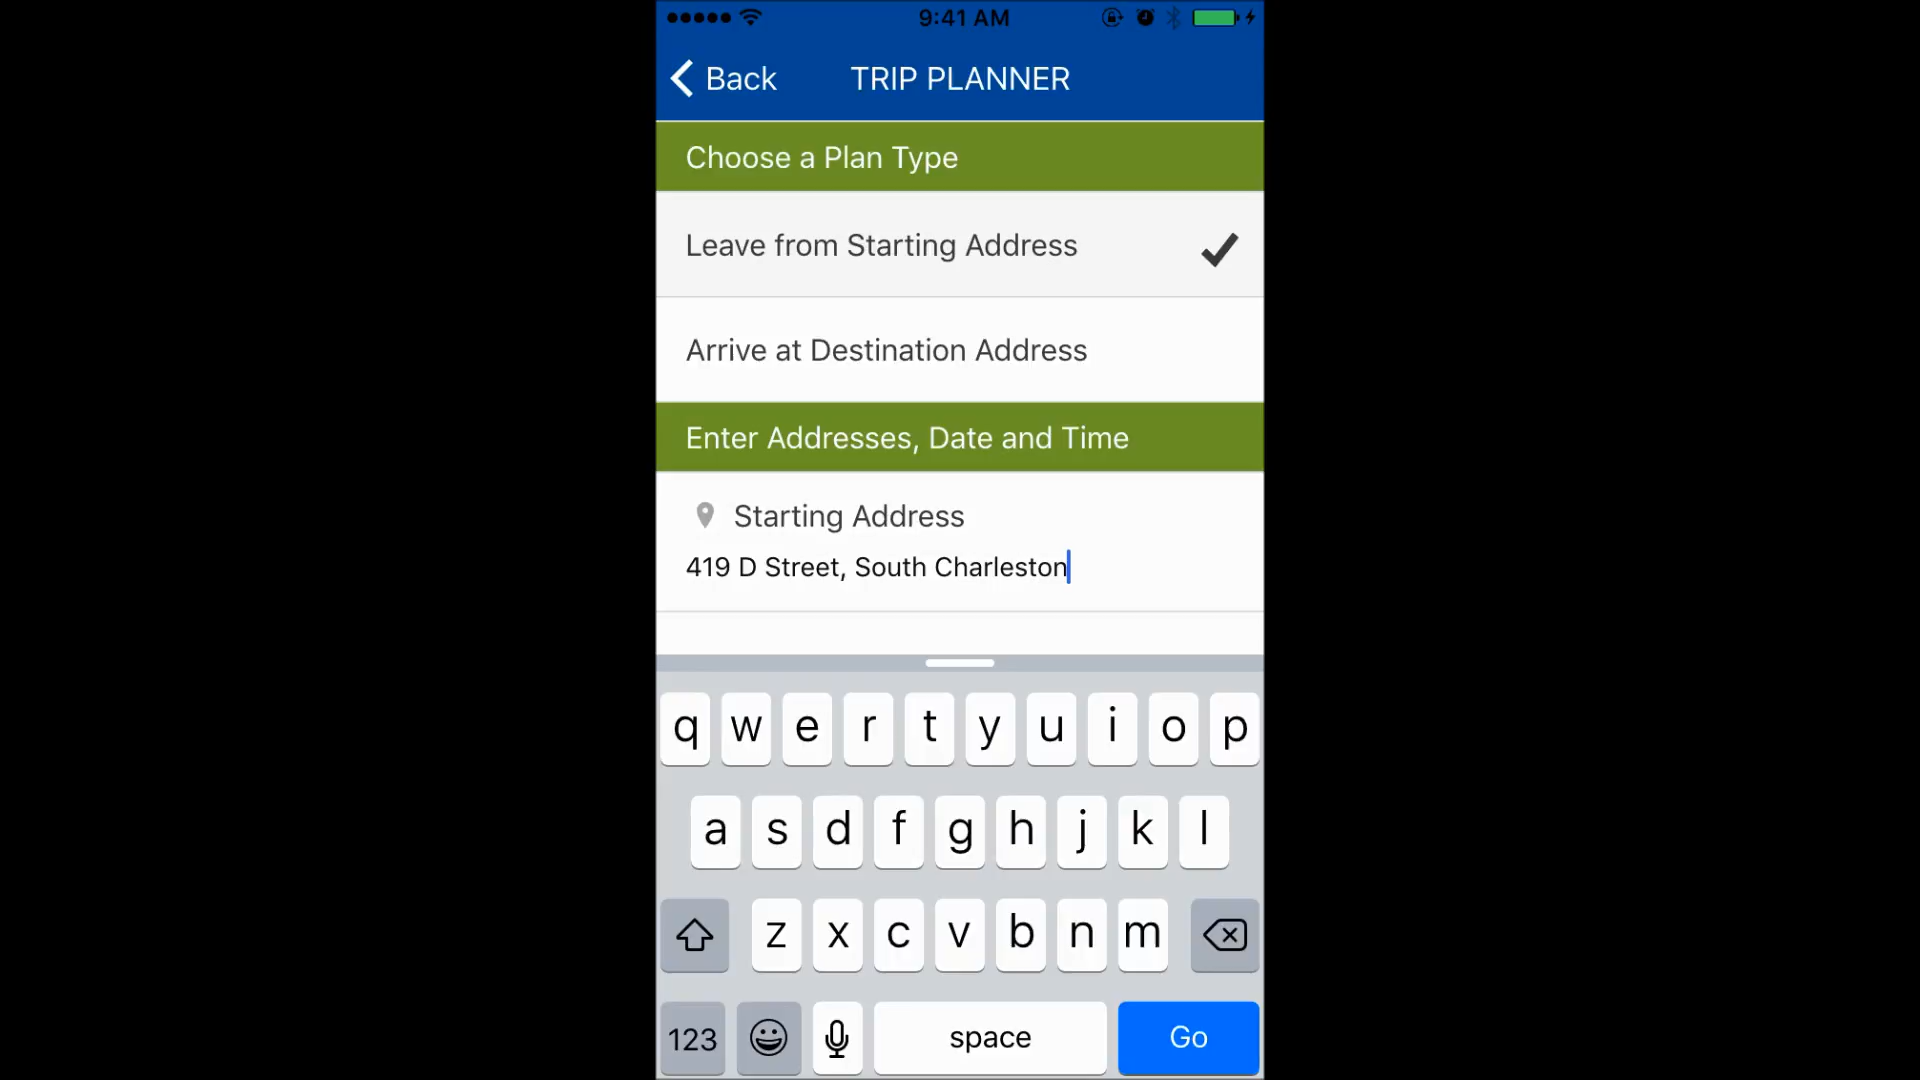 9:41 AM
Back
TRIP PLANNER
Choose a Plan Type
Leave from Starting Address
Arrive at Destination Address
Enter Addresses, Date and Time
Starting Address
419 D Street, South Charleston
q w e r t y u i o p
a s d f g h j k l
z x c v b n m
123 space Go